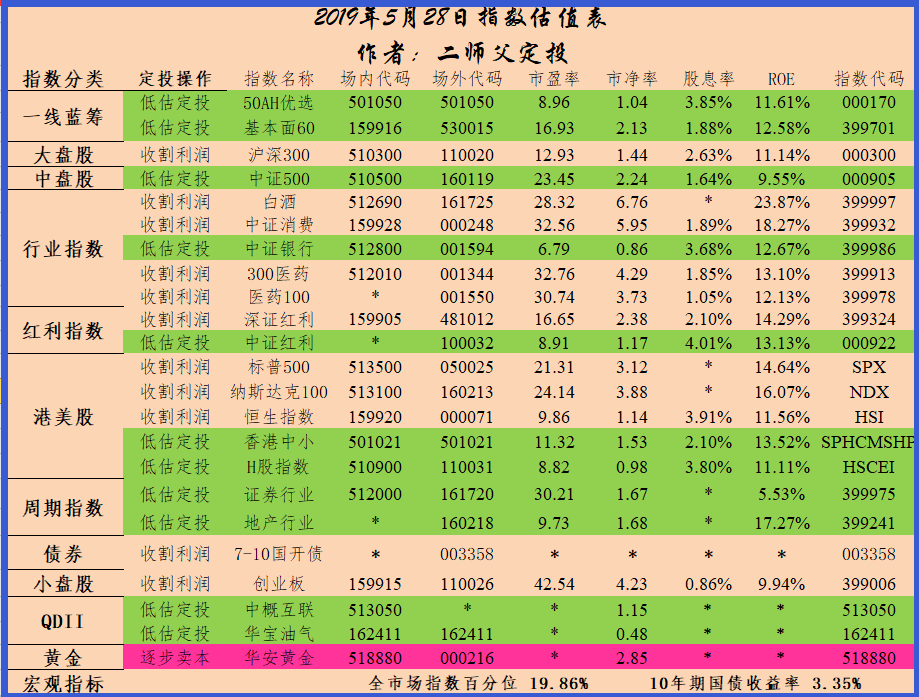 2019年5月28日指数估值表
作者：二师父定投
指数分类 定投操作 指数名称 场内代码 场外代码 市盈率 市净率 股息率 ROE 指数代码
一线蓝筹 低估定投 50AH优选 501050 501050 8.96 1.04 3.85% 11.61% 000170
低估定投 基本面60 159916 530015 16.93 2.13 1.88% 12.58% 399701
大盘股 收割利润 沪深300 510300 110020 12.93 1.44 2.63% 11.14% 000300
中盘股 低估定投 中证500 510500 160119 23.45 2.24 1.64% 9.55% 000905
行业指数 收割利润 白酒 512690 161725 28.32 6.76 * 23.87% 399997
收割利润 中证消费 159928 000248 32.56 5.95 1.89% 18.27% 399932
低估定投 中证银行 512800 001594 6.79 0.86 3.68% 12.67% 399986
收割利润 300医药 512010 001344 32.76 4.29 1.85% 13.10% 399913
收割利润 医药100 * 001550 30.74 3.73 1.05% 12.13% 399978
红利指数 收割利润 深证红利 159905 481012 16.65 2.38 2.10% 14.29% 399324
低估定投 中证红利 * 100032 8.91 1.17 4.01% 13.13% 000922
港美股 收割利润 标普500 513500 050025 21.31 3.12 * 14.64% SPX
收割利润 纳斯达克100 513100 160213 24.14 3.88 * 16.07% NDX
收割利润 恒生指数 159920 000071 9.86 1.14 3.91% 11.56% HSI
低估定投 香港中小 501021 501021 11.32 1.53 2.10% 13.52% SPHCMSHP
低估定投 H股指数 510900 110031 8.82 0.98 3.80% 11.11% HSCEI
周期指数 低估定投 证券行业 512000 161720 30.21 1.67 * 5.53% 399975
低估定投 地产行业 * 160218 9.73 1.68 * 17.27% 399241
债券 收割利润 7-10国开债 * 003358 * * * * 003358
小盘股 收割利润 创业板 159915 110026 42.54 4.23 0.86% 9.94% 399006
QDII 低估定投 中概互联 513050 * * 1.15 * * 513050
低估定投 华宝油气 162411 162411 * 0.48 * * 162411
黄金 逐步卖本 华安黄金 518880 000216 * 2.85 * * 518880
宏观指标 全市场指数百分位 19.86% 10年期国债收益率 3.35%